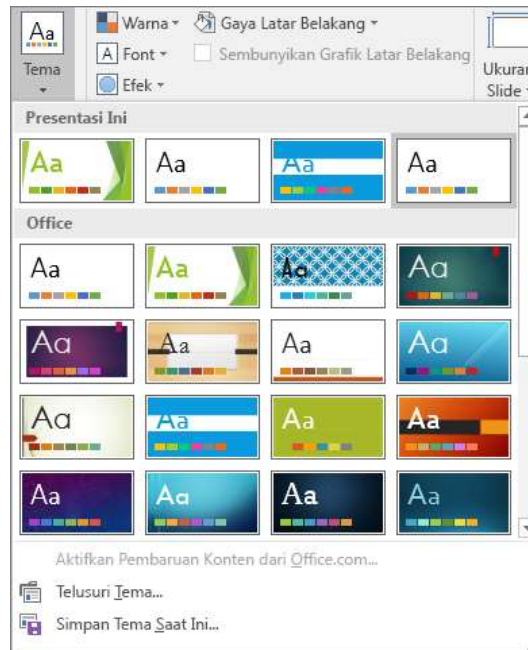 Aa
Tema
Warna
Gaya Latar Belakang
A Font
Sembunyikan Grafik Latar Belakang
Efek
Ukuran
Slide
Presentasi Ini
Aa Aa Aa Aa
Office
Aa Aa Aa Aa
Aa Aa Aa Aa
Aa Aa Aa Aa
Aa Aa Aa Aa
Aktifkan Pembaruan Konten dari Office.com...
Telusuri Tema...
Simpan Tema Saat Ini...